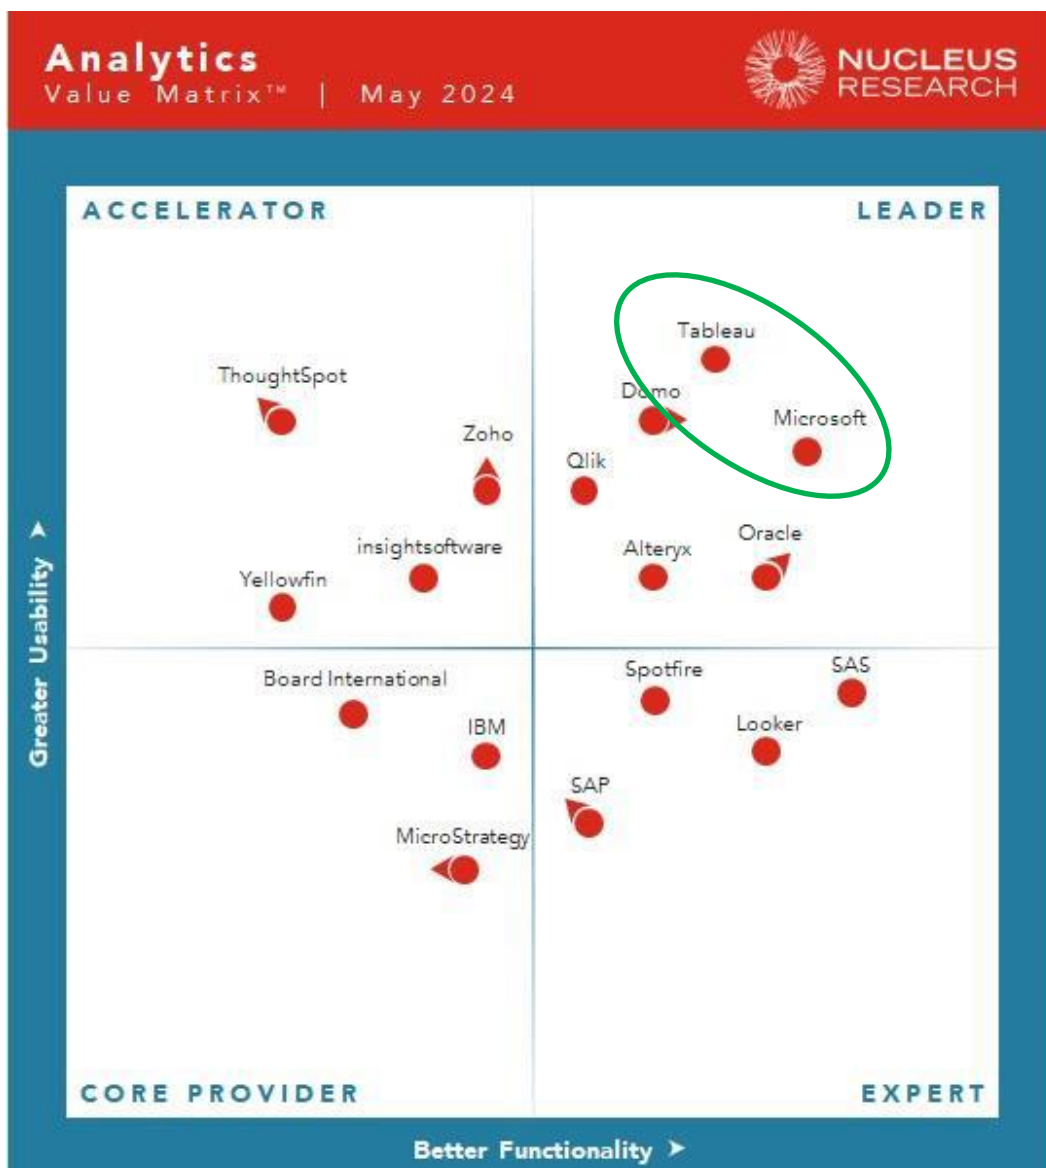 Analytics
Value Matrix™ | May 2024
NUCLEUS
RESEARCH
ACCELERATOR
LEADER
Tableau
ThoughtSpot
Domo
Microsoft
Zoho
Qlik
insightsoftware
Alteryx
Oracle
Yellowfin
Greater Usability ➤
Board International
Spotfire
SAS
IBM
Looker
SAP
MicroStrategy
CORE PROVIDER
EXPERT
Better Functionality ➤